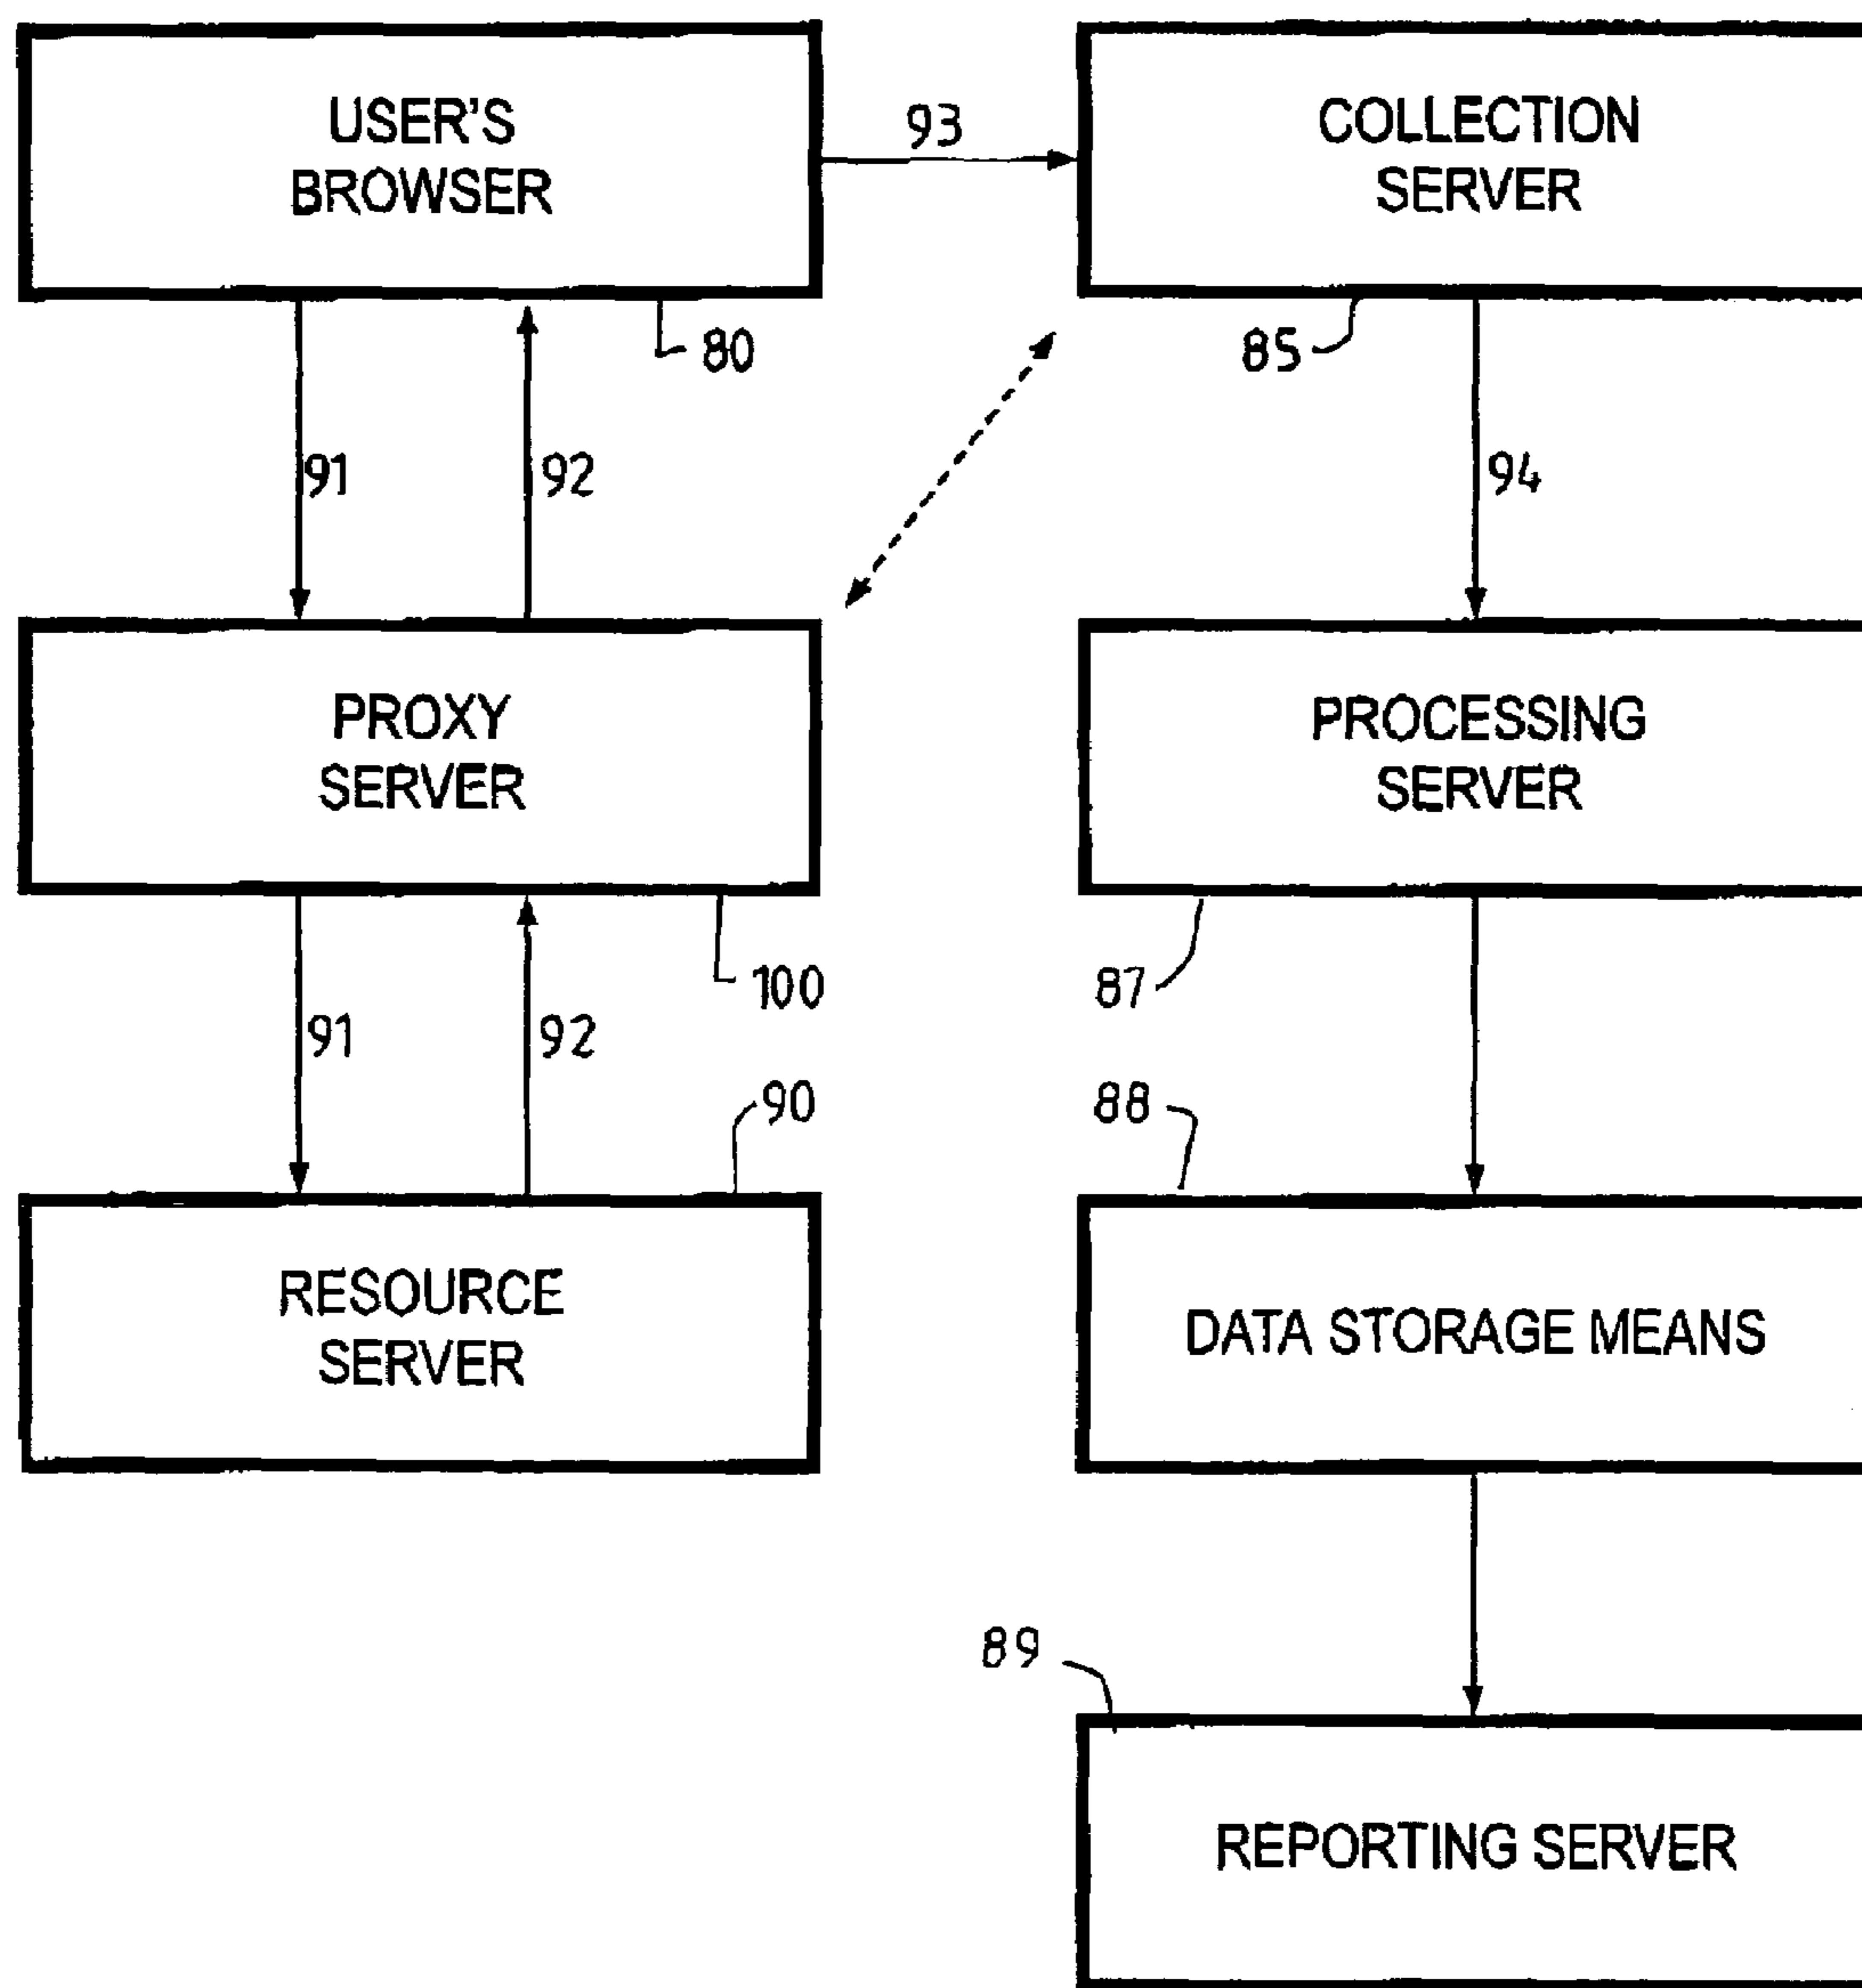 USER'S
BROWSER
93
COLLECTION
SERVER
80
85
91
92
94
PROXY
SERVER
PROCESSING
SERVER
100
87
91
92
90
88
RESOURCE
SERVER
DATA STORAGE MEANS
89
REPORTING SERVER